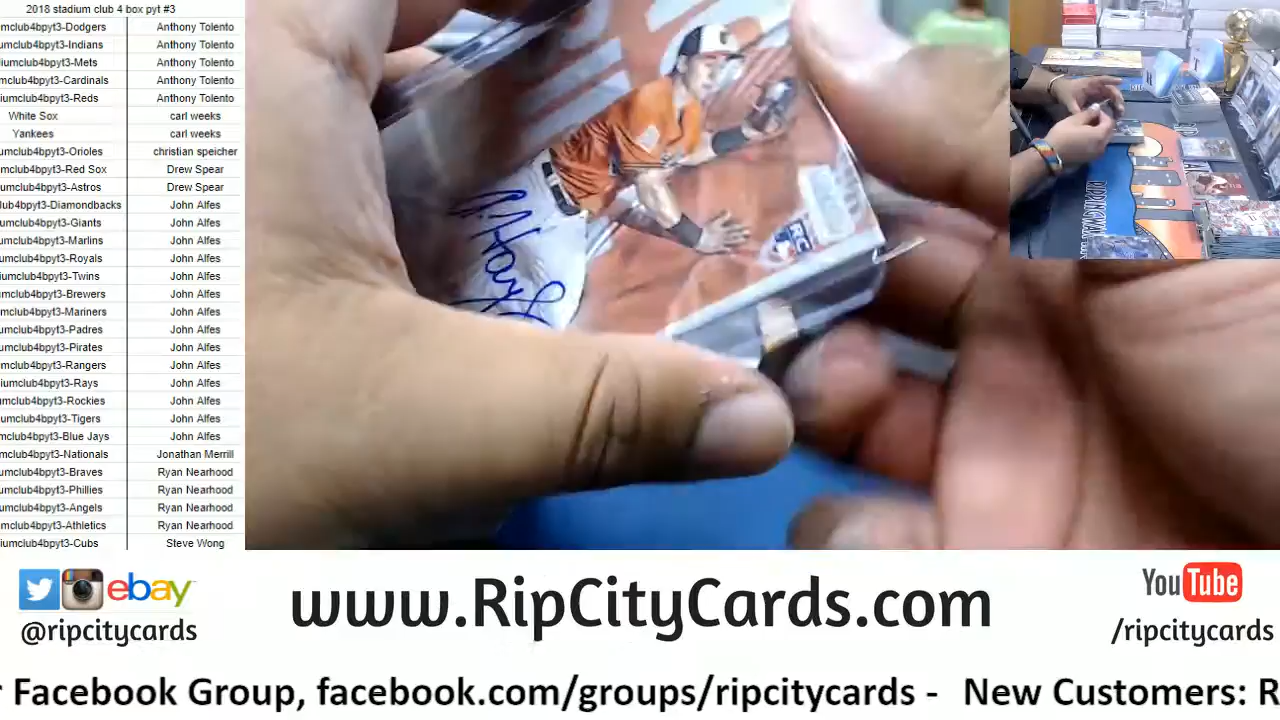 2018 stadium club 4 box pyt #3
mclub4bpyt3-Dodgers Anthony Tolento
umclub4bpyt3-Indians Anthony Tolento
iumclub4bpyt3-Mets Anthony Tolento
mclub4bpyt3-Cardinals Anthony Tolento
iumclub4bpyt3-Reds Anthony Tolento
White Sox carl weeks
Yankees carl weeks
umclub4bpyt3-Orioles christian speicher
mclub4bpyt3-Red Sox Drew Spear
umclub4bpyt3-Astros Drew Spear
lub4bpyt3-Diamondbacks John Alfes
umclub4bpyt3-Giants John Alfes
umclub4bpyt3-Marlins John Alfes
umclub4bpyt3-Royals John Alfes
iumclub4bpyt3-Twins John Alfes
mclub4bpyt3-Brewers John Alfes
mclub4bpyt3-Mariners John Alfes
umclub4bpyt3-Padres John Alfes
umclub4bpyt3-Pirates John Alfes
mclub4bpyt3-Rangers John Alfes
iumclub4bpyt3-Rays John Alfes
mclub4bpyt3-Rockies John Alfes
umclub4bpyt3-Tigers John Alfes
mclub4bpyt3-Blue Jays John Alfes
mclub4bpyt3-Nationals Jonathan Merrill
umclub4bpyt3-Braves Ryan Nearhood
umclub4bpyt3-Phillies Ryan Nearhood
umclub4bpyt3-Angels Ryan Nearhood
mclub4bpyt3-Athletics Ryan Nearhood
iumclub4bpyt3-Cubs Steve Wong
ebay
@ripcitycards
www.RipCityCards.com
YouTube
/ripcitycards
r Facebook Group, facebook.com/groups/ripcitycards - New Customers: R